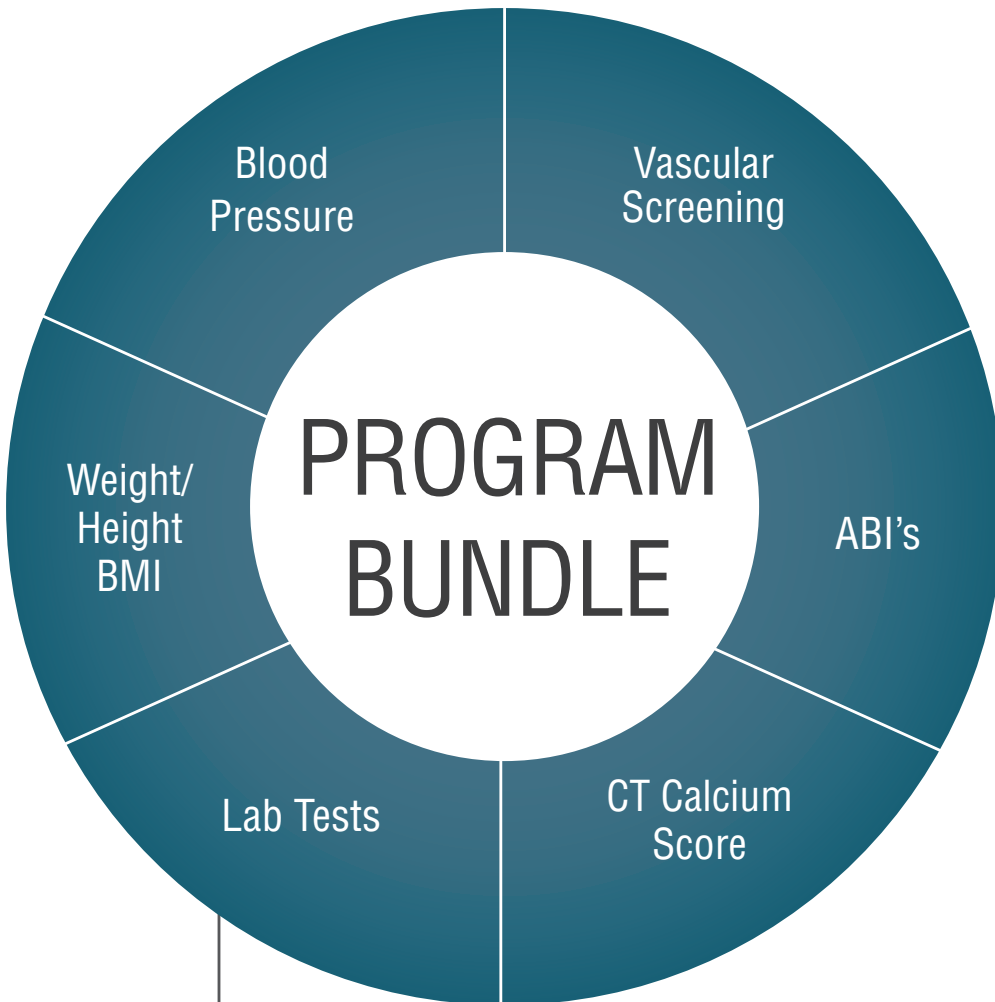 Blood
Pressure
Vascular
Screening
Weight/
Height
BMI
PROGRAM
BUNDLE
ABI’s
Lab Tests
CT Calcium
Score